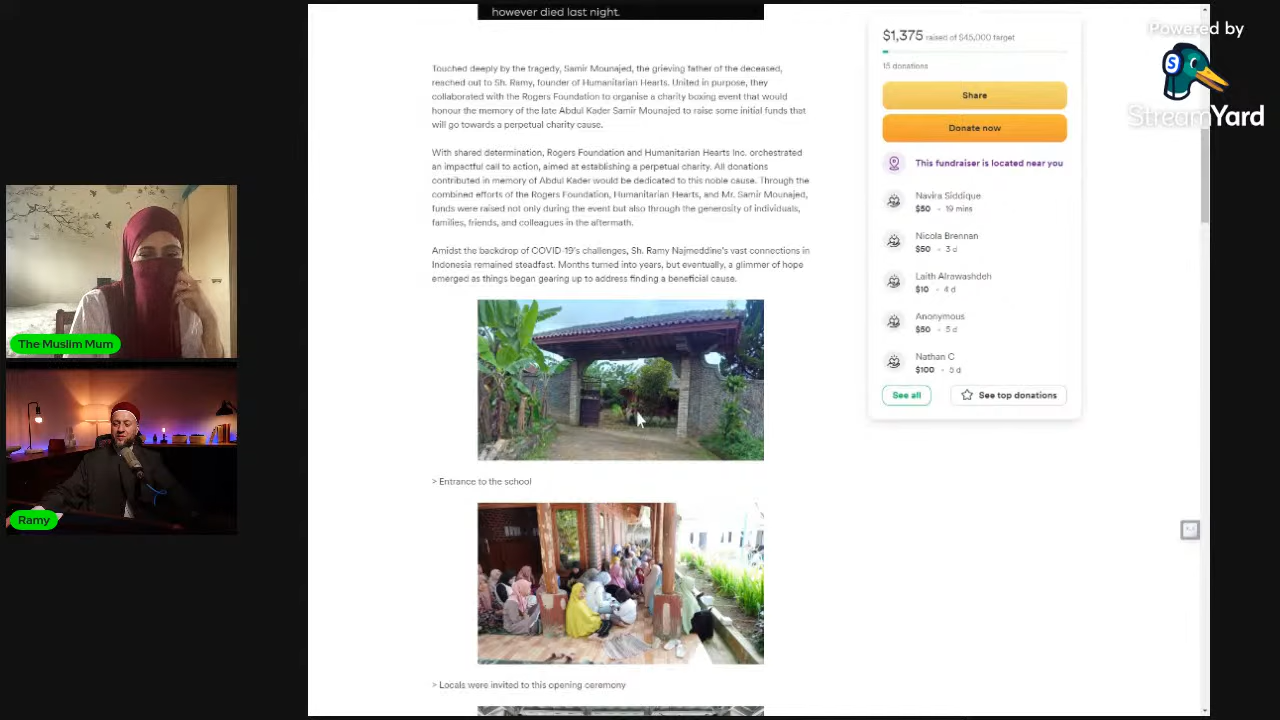 however died last night.
Touched deeply by the tragedy, Samir Mounajed, the grieving father of the deceased,
reached out to Sh. Ramy, founder of Humanitarian Hearts. United in purpose, they
collaborated with the Rogers Foundation to organise a charity boxing event that would
honour the memory of the late Abdul Kader Samir Mounajed to raise some initial funds that
will go towards a perpetual charity cause.
With shared determination, Rogers Foundation and Humanitarian Hearts Inc. orchestrated
an impactful call to action, aimed at establishing a perpetual charity. All donations
contributed in memory of Abdul Kader would be dedicated to this noble cause. Through the
combined efforts of the Rogers Foundation, Humanitarian Hearts, and Mr. Samir Mounajed,
funds were raised not only during the event but also through the generosity of individuals,
families, friends, and colleagues in the aftermath.
Amidst the backdrop of COVID-19's challenges, Sh. Ramy Najmeddine's vast connections in
Indonesia remained steadfast. Months turned into years, but eventually, a glimmer of hope
emerged as things began gearing up to address finding a beneficial cause.
> Entrance to the school
> Locals were invited to this opening ceremony
$1,375 raised of $45,000 target
15 donations
Share
Donate now
This fundraiser is located near you
Navira Siddique
$50 • 19 mins
Nicola Brennan
$50 • 3 d
Laith Alrawashdeh
$10 • 4 d
Anonymous
$50 • 5 d
Nathan C
$100 • 5 d
See all
See top donations
The Muslim Mum
Ramy
Powered by
S
StreamYard